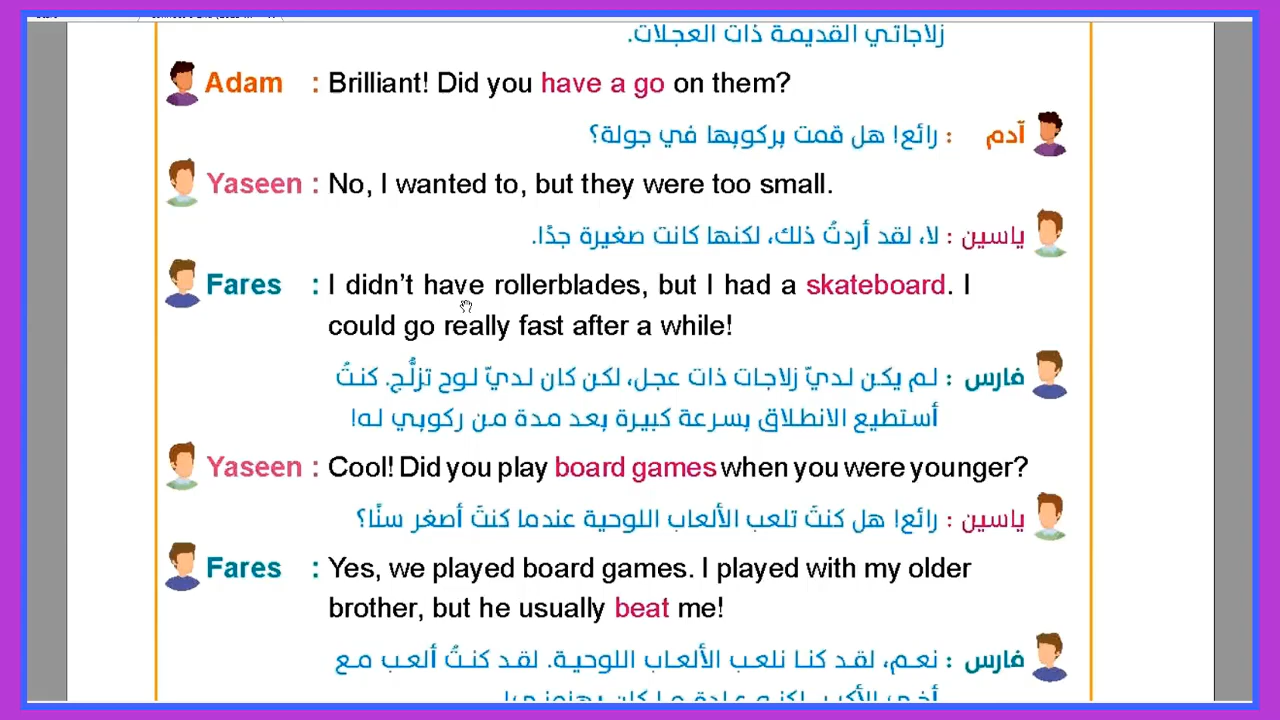 زلاجاتي القديمة ذات العجلات.
Adam : Brilliant! Did you have a go on them?
آدم : رائع! هل قمت بركوبها في جولة؟
Yaseen : No, I wanted to, but they were too small.
ياسين : لا، لقد أردتُ ذلك، لكنها كانت صغيرة جدًا.
Fares : I didn't have rollerblades, but I had a skateboard. I
could go really fast after a while!
فارس : لم يكن لديّ زلاجات ذات عجل، لكن كان لديّ لوح تزلُّج. كنتُ
أستطيع الانطلاق بسرعة كبيرة بعد مدة من ركوبي له!
Yaseen : Cool! Did you play board games when you were younger?
ياسين : رائع! هل كنتَ تلعب الألعاب اللوحية عندما كنتَ أصغر سنًّا؟
Fares : Yes, we played board games. I played with my older
brother, but he usually beat me!
فارس : نعم، لقد كنا نلعب الألعاب اللوحية. لقد كنتُ ألعب مع